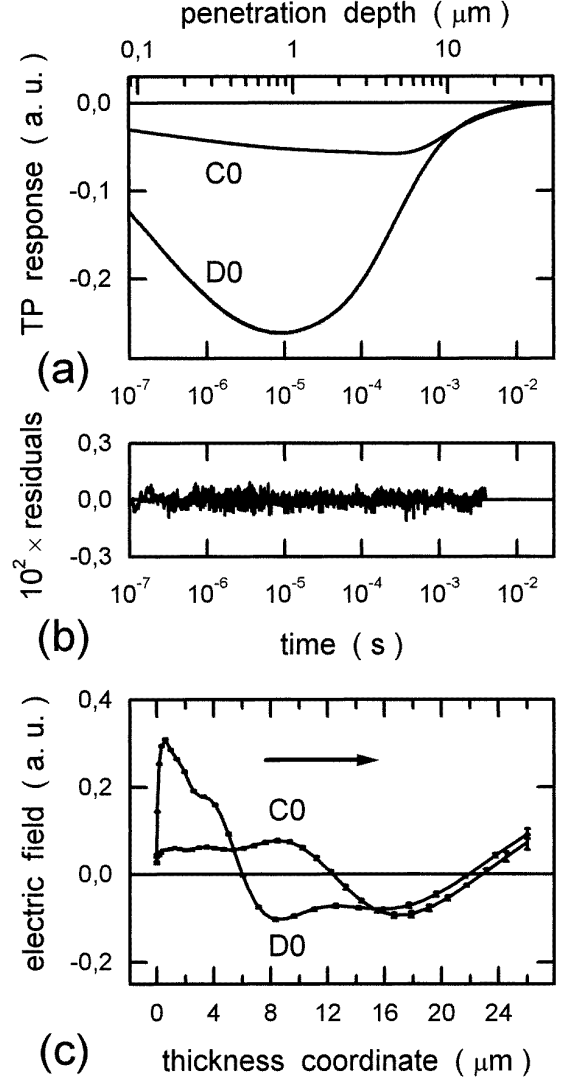 penetration depth ( μm )
0,1 1 10
TP response ( a. u. )
0,0
-0,1
-0,2
C0
D0
(a)
10⁻⁷ 10⁻⁶ 10⁻⁵ 10⁻⁴ 10⁻³ 10⁻²
10² × residuals
0,3
0,0
-0,3
10⁻⁷ 10⁻⁶ 10⁻⁵ 10⁻⁴ 10⁻³ 10⁻²
(b)
time ( s )
electric field ( a. u. )
0,4
0,2
0,0
-0,2
C0
D0
0 4 8 12 16 20 24
(c)
thickness coordinate ( μm )